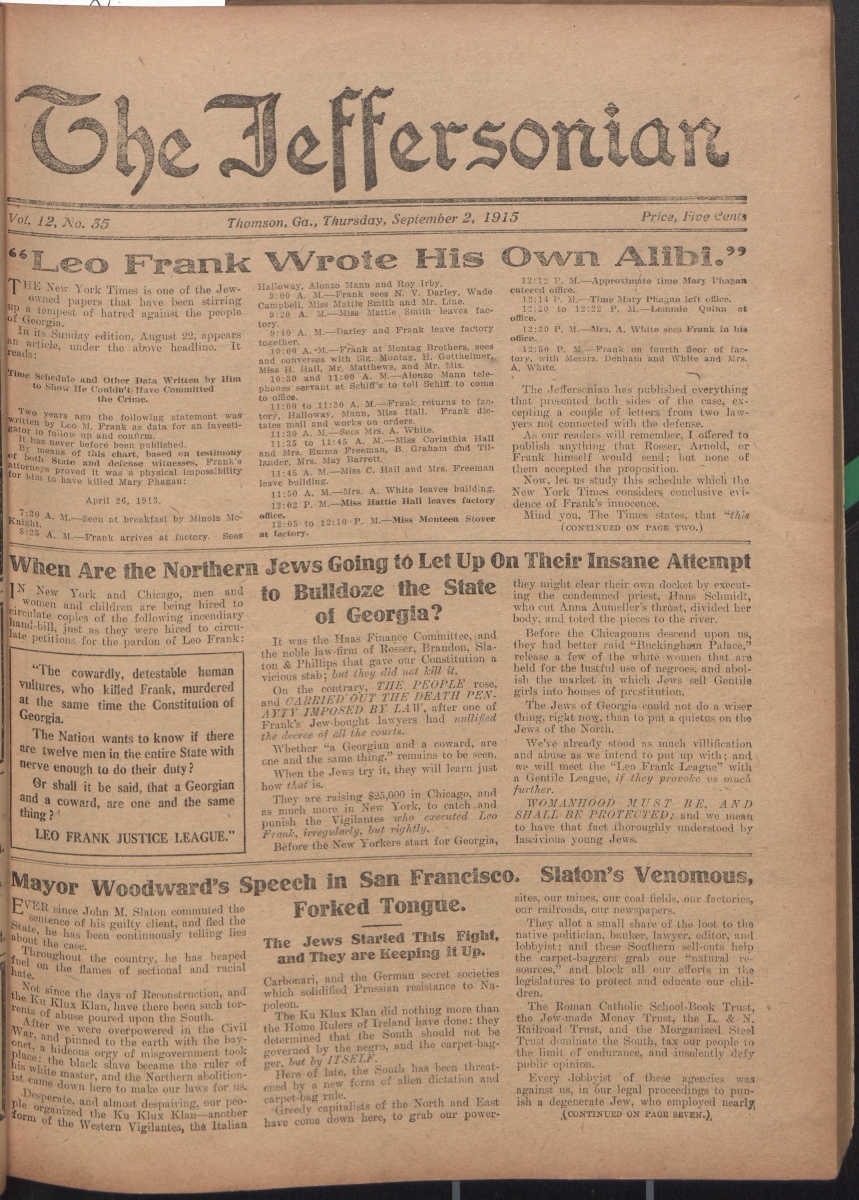 The Jeffersonian
Vol. 12, No. 35
Thomson, Ga., Thursday, September 2, 1915
Price, Five Cents
“Leo Frank Wrote His Own Alibi.”
THE New York Times is one of the Jew-
owned papers that have been stirring
up a tempest of hatred against the people
of Georgia.
In its Sunday edition, August 22, appears
an article, under the above headline. It
reads:
Time Schedule and Other Data Written by Him
to Show He Couldn't Have Committed
the Crime.
Two years ago the following statement was
written by Leo M. Frank as data for an investi-
gator to follow up and confirm.
It has never before been published.
By means of this chart, based on testimony
of both State and defense witnesses, Frank's
attorneys proved it was a physical impossibility
for him to have killed Mary Phagan:
April 26, 1913.
7:30 A. M.—Seen at breakfast by Minola Mc-
Knight.
8:25 A. M.—Frank arrives at factory. Sees
Halloway, Alonzo Mann and Roy Irby.
9:00 A. M.—Frank sees N. V. Darley, Wade
Campbell, Miss Mattie Smith and Mr. Line.
9:20 A. M.—Miss Mattie Smith leaves fac-
tory.
9:40 A. M.—Darley and Frank leave factory
together.
10:00 A. M.—Frank at Montag Brothers, sees
and converses with Sig. Montag, H. Gottheimer,
Miss H. Hall, Mr. Matthews, and Mr. Mix.
10:30 and 11:00 A. M.—Alonzo Mann tele-
phones servant at Schiff's to tell Schiff to come
to office.
11:00 to 11:30 A. M.—Frank returns to fac-
tory, Halloway, Mann, Miss Hall. Frank dic-
tates mail and works on orders.
11:30 A. M.—Sees Mrs. A. White.
11:35 to 11:45 A. M.—Miss Corinthia Hall
and Mrs. Emma Freeman, B. Graham and Til-
lander, Mrs. May Barrett.
11:45 A. M.—Miss C. Hall and Mrs. Freeman
leave building.
11:50 A. M.—Mrs. A. White leaves building.
12:02 P. M.—Miss Hattie Hall leaves factory
office.
12:05 to 12:10 P. M.—Miss Monteen Stover
at factory.
12:12 P. M.—Approximate time Mary Phagan
entered office.
12:14 P. M.—Time Mary Phagan left office.
12:20 to 12:22 P. M.—Lemmie Quinn at
office.
12:30 P. M.—Mrs. A. White sees Frank in his
office.
12:50 P. M.—Frank on fourth floor of fac-
tory, with Messrs. Denham and White and Mrs.
A. White.
The Jeffersonian has published everything
that presented both sides of the case, ex-
cepting a couple of letters from two law-
yers not connected with the defense.
As our readers will remember, I offered to
publish anything that Rosser, Arnold, or
Frank himself would send; but none of
them accepted the proposition.
Now, let us study this schedule which the
New York Times considers conclusive evi-
dence of Frank's innocence.
Mind you, The Times states, that “this
(CONTINUED ON PAGE TWO.)
When Are the Northern Jews Going to Let Up On Their Insane Attempt
to Bulldoze the State
of Georgia?
IN New York and Chicago, men and
women and children are being hired to
circulate copies of the following incendiary
hand-bill, just as they were hired to circu-
late petitions for the pardon of Leo Frank:
“The cowardly, detestable human
vultures, who killed Frank, murdered
at the same time the Constitution of
Georgia.
The Nation wants to know if there
are twelve men in the entire State with
nerve enough to do their duty?
Or shall it be said, that a Georgian
and a coward, are one and the same
thing?
LEO FRANK JUSTICE LEAGUE.”
It was the Haas Finance Committee, and
the noble law-firm of Rosser, Brandon, Sla-
ton & Phillips that gave our Constitution a
vicious stab; but they did not kill it.
On the contrary, THE PEOPLE rose,
and CARRIED OUT THE DEATH PEN-
AYTY IMPOSED BY LAW, after one of
Frank's Jew-bought lawyers had nullified
the decree of all the courts.
Whether “a Georgian and a coward, are
one and the same thing,” remains to be seen.
When the Jews try it, they will learn just
how that is.
They are raising $25,000 in Chicago, and
as much more in New York, to catch and
punish the Vigilantes who executed Leo
Frank, irregularly, but rightly.
Before the New Yorkers start for Georgia,
they might clear their own docket by execut-
ing the condemned priest, Hans Schmidt,
who cut Anna Aumeller's throat, divided her
body, and toted the pieces to the river.
Before the Chicagoans descend upon us,
they had better raid “Buckingham Palace,”
release a few of the white women that are
held for the lustful use of negroes, and abol-
ish the market in which Jews sell Gentile
girls into houses of prostitution.
The Jews of Georgia could not do a wiser
thing, right now, than to put a quietus on the
Jews of the North.
We've already stood as much villification
and abuse as we intend to put up with; and
we will meet the “Leo Frank League” with
a Gentile League, if they provoke us much
further.
WOMANHOOD MUST BE, AND
SHALL BE PROTECTED; and we mean
to have that fact thoroughly understood by
lascivious young Jews.
Mayor Woodward's Speech in San Francisco. Slaton's Venomous,
Forked Tongue.
EVER since John M. Slaton commuted the
sentence of his guilty client, and fled the
State, he has been continuously telling lies
about the case.
Throughout the country, he has heaped
fuel on the flames of sectional and racial
hate.
Not since the days of Reconstruction, and
the Ku Klux Klan, have there been such tor-
rents of abuse poured upon the South.
After we were overpowered in the Civil
War, and pinned to the earth with the bay-
onet, a hideous orgy of misgovernment took
place: the black slave became the ruler of
his white master, and the Northern abolition-
ist came down here to make our laws for us.
Desperate, and almost despairing, our peo-
ple organized the Ku Klux Klan—another
form of the Western Vigilantes, the Italian
The Jews Started This Fight,
and They are Keeping it Up.
Carbonari, and the German secret societies
which solidified Prussian resistance to Na-
poleon.
The Ku Klux Klan did nothing more than
the Home Rulers of Ireland have done: they
determined that the South should not be
governed by the negro, and the carpet-bag-
ger, but by ITSELF.
Here of late, the South has been threat-
ened by a new form of alien dictation and
carpet-bag rule.
Greedy capitalists of the North and East
have come down here, to grab our power-
sites, our mines, our coal fields, our factories,
our railroads, our newspapers.
They allot a small share of the loot to the
native politician, banker, lawyer, editor, and
lobbyist; and these Southern sell-outs help
the carpet-baggers grab our “natural re-
sources,” and block all our efforts in the
legislatures to protect and educate our chil-
dren.
The Roman Catholic School-Book Trust,
the Jew-made Money Trust, the L. & N.
Railroad Trust, and the Morganized Steel
Trust dominate the South, tax our people to
the limit of endurance, and insolently defy
public opinion.
Every Lobbyist of these agencies was
against us, in our legal proceedings to pun-
ish a degenerate Jew, who employed nearly
(CONTINUED ON PAGE SEVEN.)